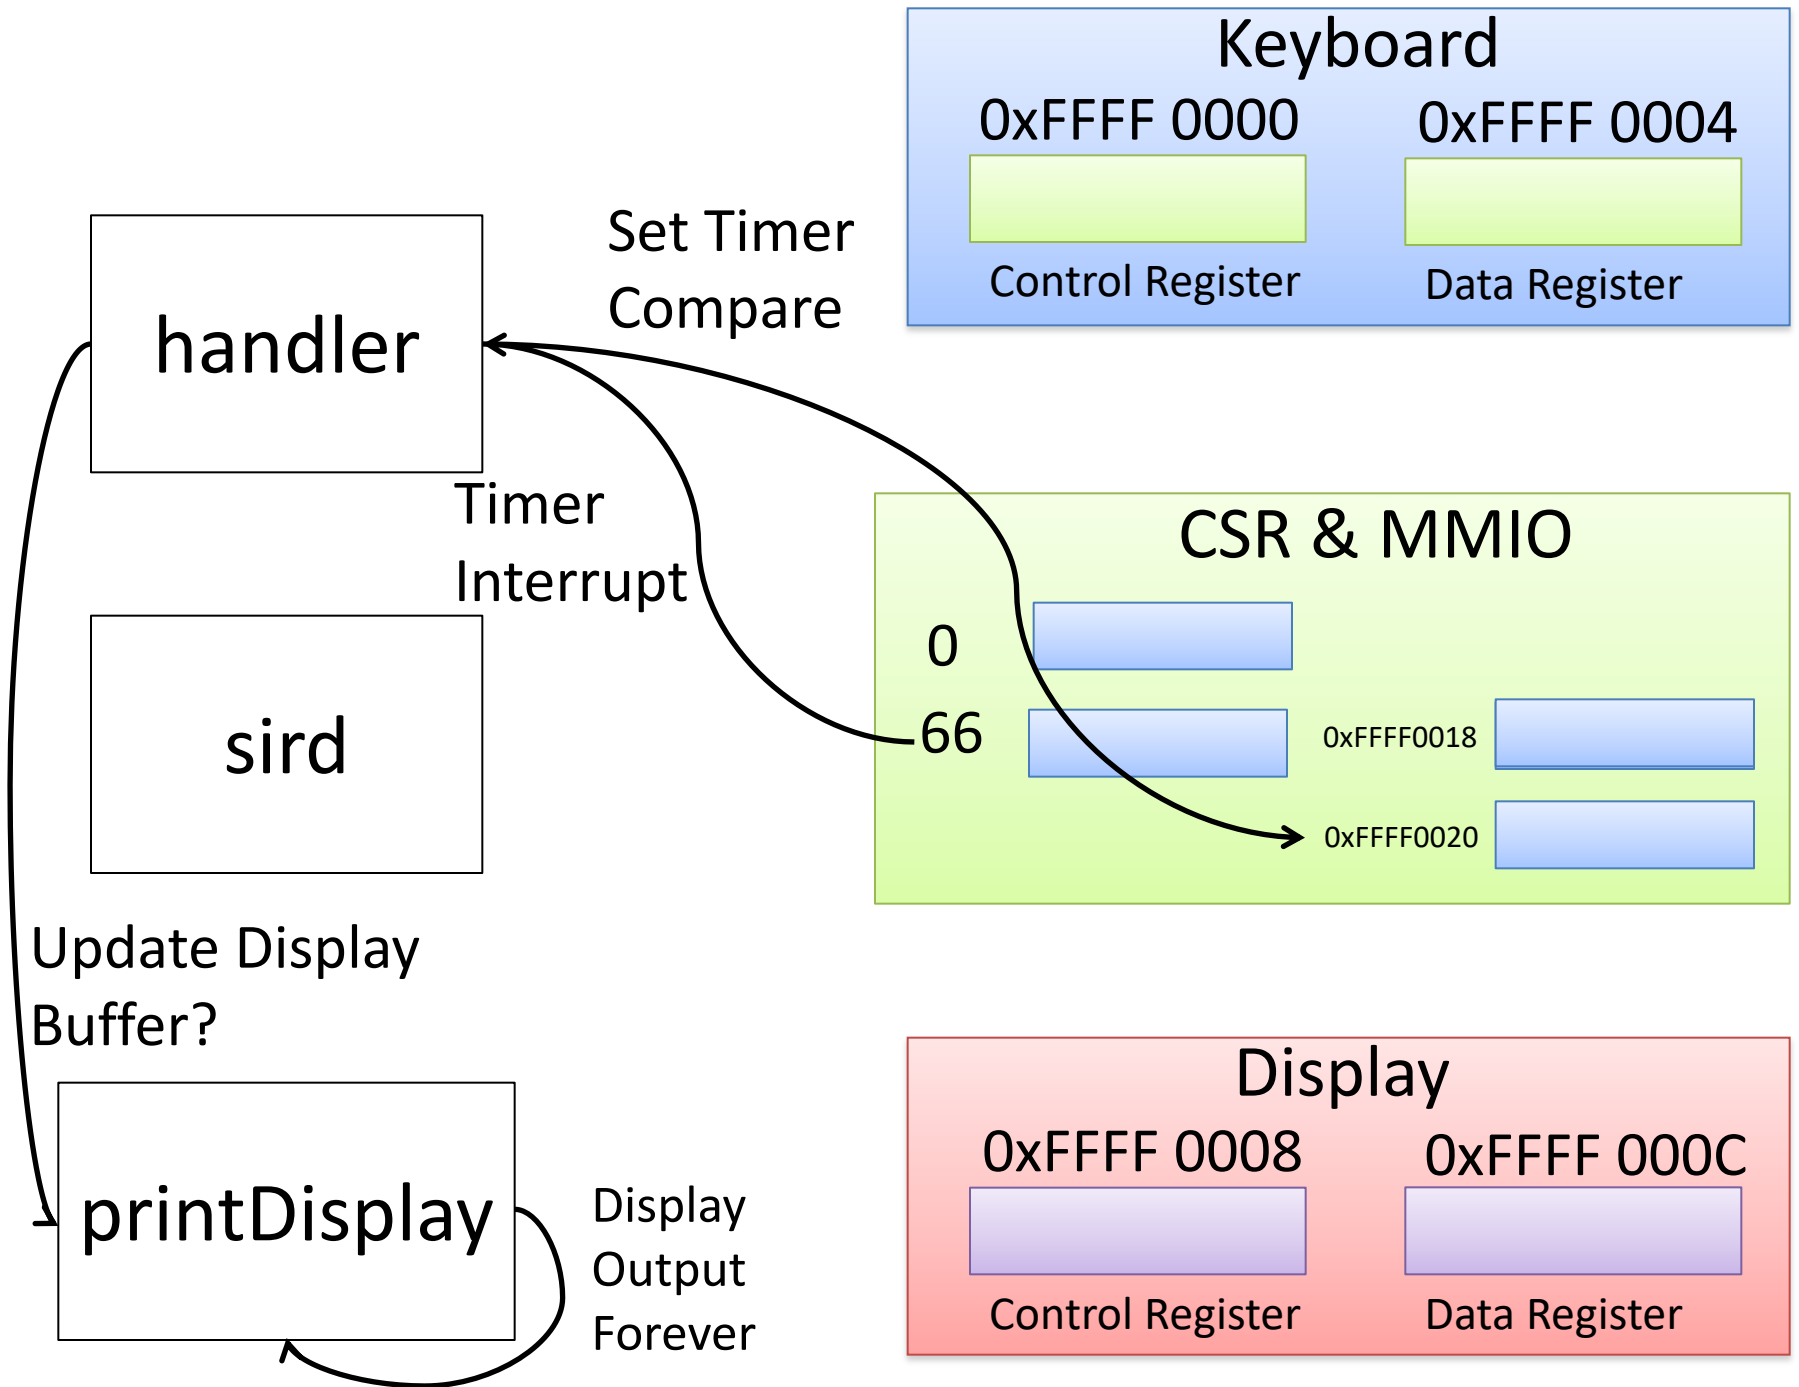 Keyboard
0xFFFF 0000
0xFFFF 0004
Control Register
Data Register
Set Timer
Compare
handler
Timer
Interrupt
CSR & MMIO
0
66
0xFFFF0018
0xFFFF0020
sird
Update Display
Buffer?
printDisplay
Display
Output
Forever
Display
0xFFFF 0008
0xFFFF 000C
Control Register
Data Register